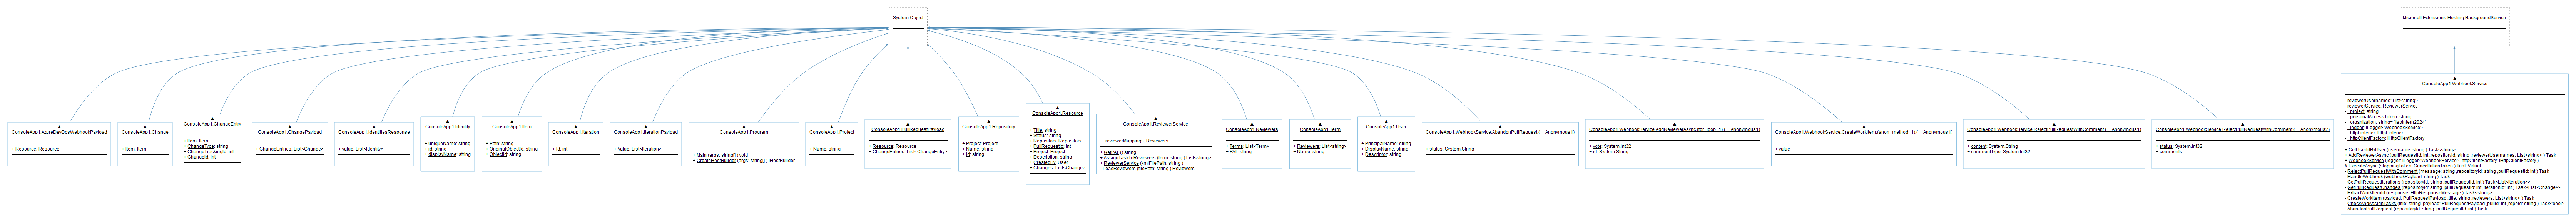 System.Object
Microsoft.Extensions.Hosting.BackgroundService
ConsoleApp1.AzureDevOpsWebhookPayload
+ Resource: Resource
ConsoleApp1.Change
+ Item: Item
ConsoleApp1.ChangeEntry
+ Item: Item
+ ChangeType: string
+ ChangeTrackingId: int
+ ChangeId: int
ConsoleApp1.ChangePayload
+ ChangeEntries: List<Change>
ConsoleApp1.IdentitiesResponse
+ value: List<Identity>
ConsoleApp1.Identity
+ uniqueName: string
+ id: string
+ displayName: string
ConsoleApp1.Item
+ Path: string
+ OriginalObjectId: string
+ ObjectId: string
ConsoleApp1.Iteration
+ Id: int
ConsoleApp1.IterationPayload
+ Value: List<Iteration>
ConsoleApp1.Program
+ Main (args: string[] ) void
+ CreateHostBuilder (args: string[] ) IHostBuilder
ConsoleApp1.Project
+ Name: string
ConsoleApp1.PullRequestPayload
+ Resource: Resource
+ ChangeEntries: List<ChangeEntry>
ConsoleApp1.Repository
+ Project: Project
+ Name: string
+ Id: string
ConsoleApp1.Resource
+ Title: string
+ Status: string
+ Repository: Repository
+ PullRequestId: int
+ Project: Project
+ Description: string
+ CreatedBy: User
+ Changes: List<Change>
ConsoleApp1.ReviewerService
- _reviewerMappings: Reviewers
+ GetPAT () string
+ AssignTaskToReviewers (term: string ) List<string>
+ ReviewerService (xmlFilePath: string )
- LoadReviewers (filePath: string ) Reviewers
ConsoleApp1.Reviewers
+ Terms: List<Term>
+ PAT: string
ConsoleApp1.Term
+ Reviewers: List<string>
+ Name: string
ConsoleApp1.User
+ PrincipalName: string
+ DisplayName: string
+ Descriptor: string
ConsoleApp1.WebhookService.AbandonPullRequest.(___Anonymous1)
+ status: System.String
ConsoleApp1.WebhookService.AddReviewerAsync.(for_loop_1).(___Anonymous1)
+ vote: System.Int32
+ id: System.String
ConsoleApp1.WebhookService.CreateWorkItem.(anon_method_1).(___Anonymous1)
+ value
ConsoleApp1.WebhookService.RejectPullRequestWithComment.(___Anonymous1)
+ content: System.String
+ commentType: System.Int32
ConsoleApp1.WebhookService.RejectPullRequestWithComment.(___Anonymous2)
+ status: System.Int32
+ comments
ConsoleApp1.WebhookService
- reviewerUsernames: List<string>
- reviewerService: ReviewerService
- _project: string
- _personalAccessToken: string
- _organization: string= "isolnIem2024"
- _logger: ILogger<WebhookService>
- _httpListener: HttpListener
- _httpClientFactory: IHttpClientFactory
+ GetUserIdByUser (username: string ) Task<string>
+ AddReviewerAsync (pullRequestId: int ,repositoryId: string ,reviewerUsernames: List<string> ) Task
+ WebhookService (logger: ILogger<WebhookService> ,httpClientFactory: IHttpClientFactory )
# ExecuteAsync (stoppingToken: CancellationToken ) Task Virtual
- RejectPullRequestWithComment (message: string ,repositoryId: string ,pullRequestId: int ) Task
- HandleWebhook (webhookPayload: string ) Task
- GetPullRequestIterations (repositoryId: string ,pullRequestId: int ) Task<List<Iteration>>
- GetPullRequestChanges (repositoryId: string ,pullRequestId: int ,iterationId: int ) Task<List<Change>>
- ExtractWorkItemId (response: HttpResponseMessage ) Task<string>
- CreateWorkItem (payload: PullRequestPayload ,title: string ,reviewers: List<string> ) Task
- CheckAndAssignTasks (title: string ,payload: PullRequestPayload ,pullId: int ,repoId: string ) Task<bool>
- AbandonPullRequest (repositoryId: string ,pullRequestId: int ) Task